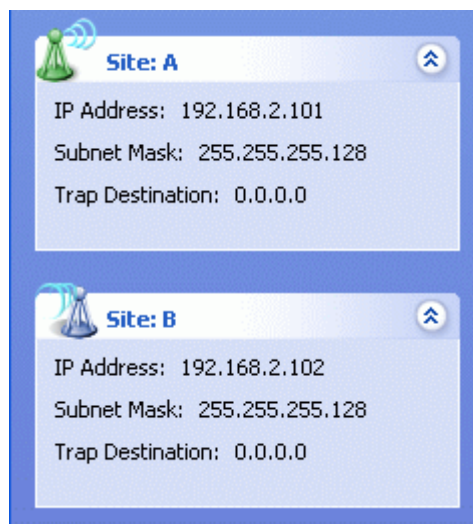 Site: A
IP Address: 192.168.2.101
Subnet Mask: 255.255.255.128
Trap Destination: 0.0.0.0
Site: B
IP Address: 192.168.2.102
Subnet Mask: 255.255.255.128
Trap Destination: 0.0.0.0